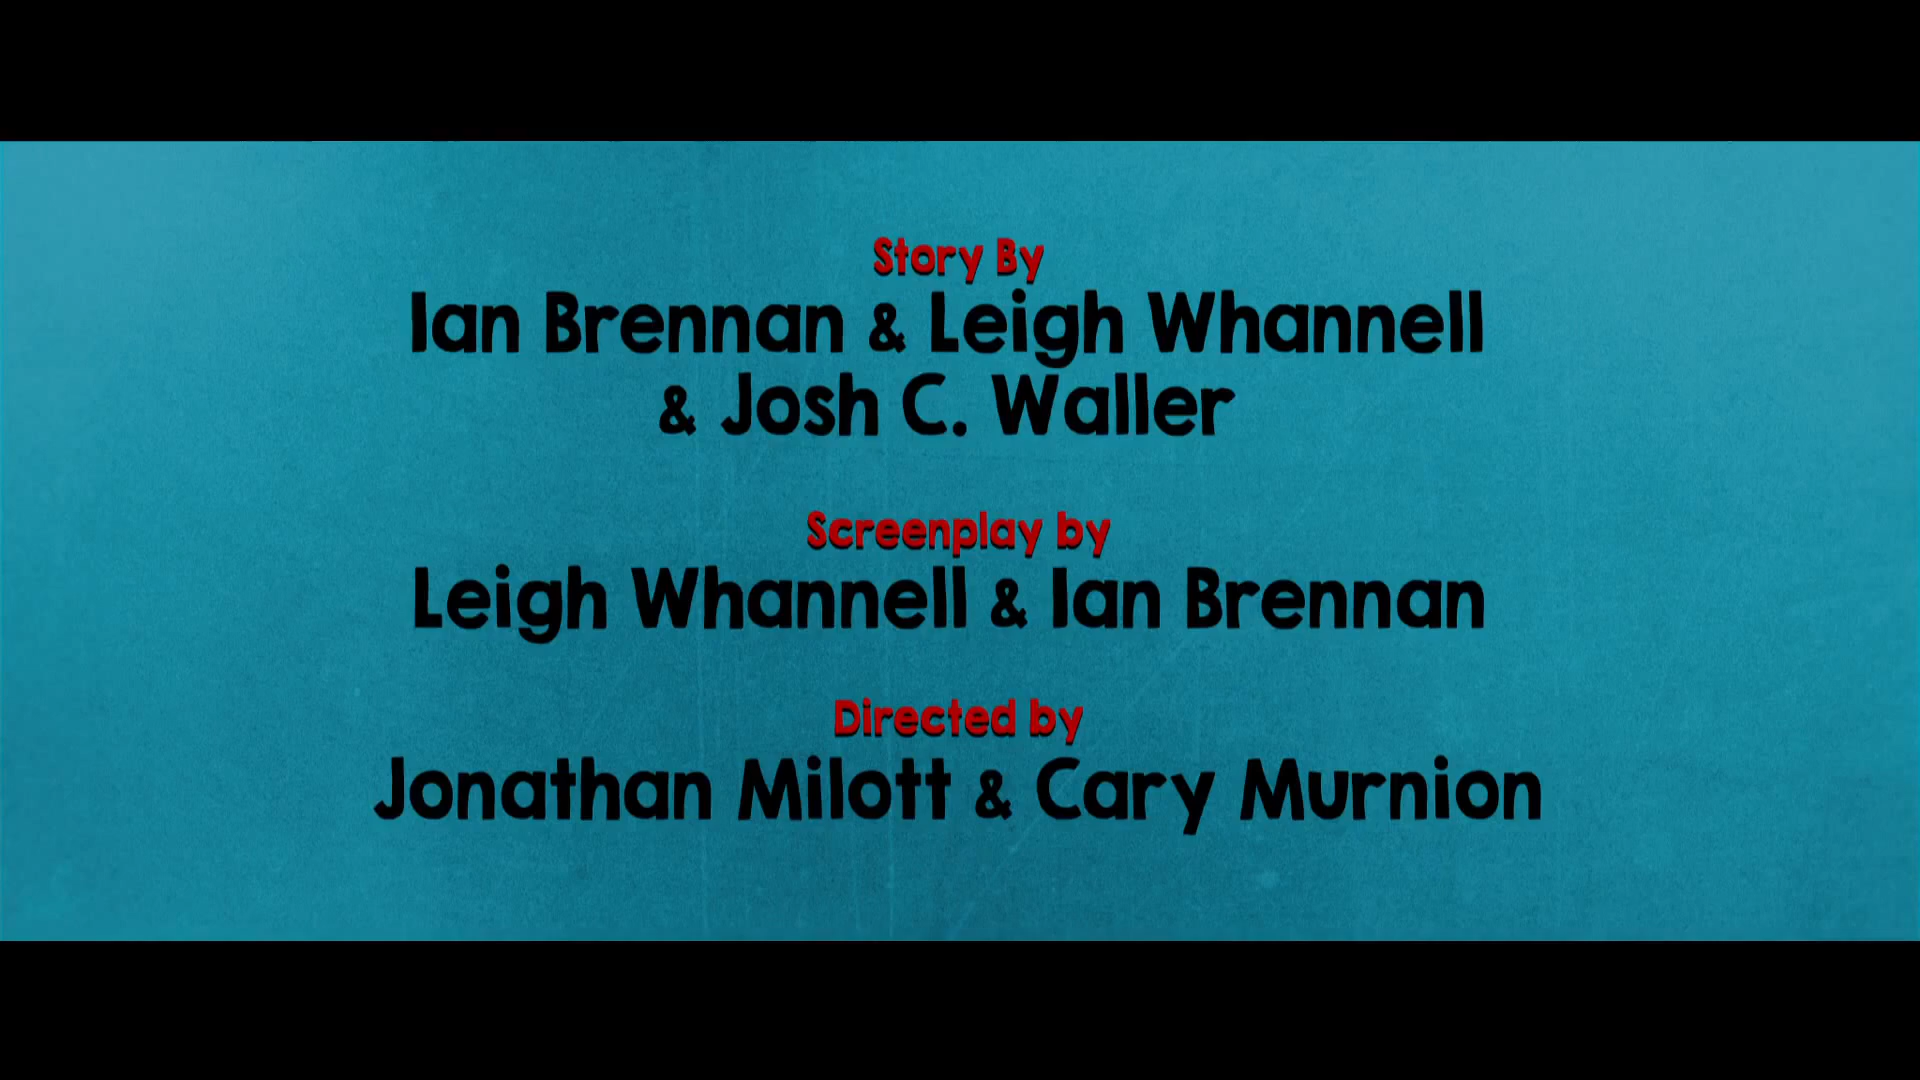 Story By
Ian Brennan & Leigh Whannell
& Josh C. Waller
Screenplay by
Leigh Whannell & Ian Brennan
Directed by
Jonathan Milott & Cary Murnion